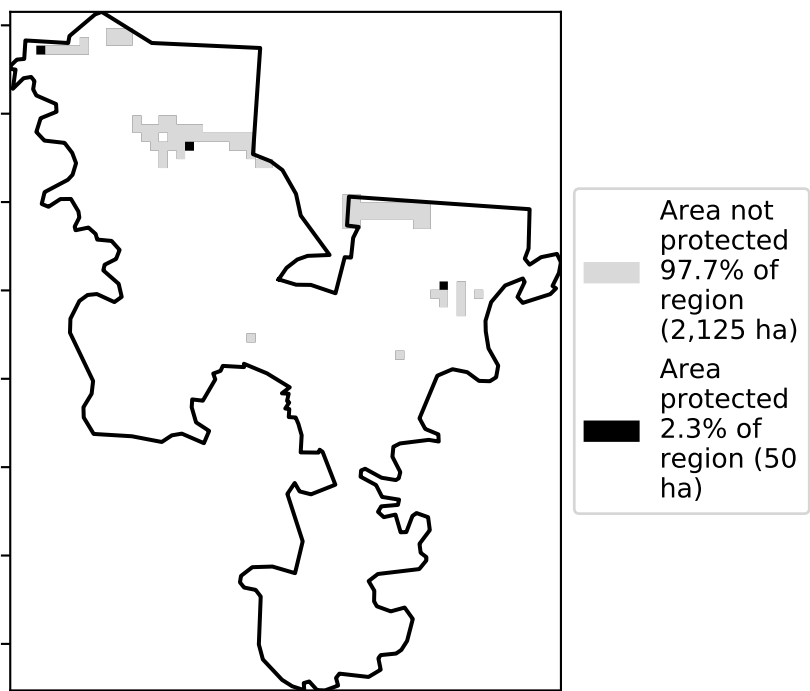 Area not
protected
97.7% of
region
(2,125 ha)
Area
protected
2.3% of
region (50
ha)